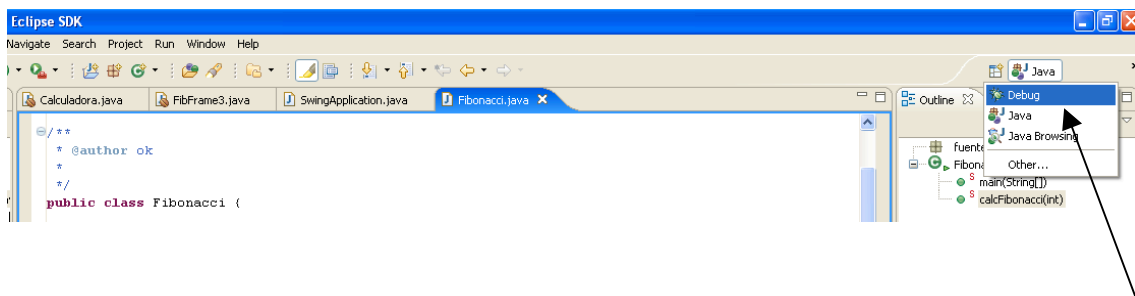 Eclipse SDK
Navigate Search Project Run Window Help
Java
Calculadora.java FibFrame3.java SwingApplication.java Fibonacci.java Outline
Debug
Java
Java Browsing
Other...
/**
* @author ok
*
*/
public class Fibonacci {
main(String[])
calcFibonacci(int)